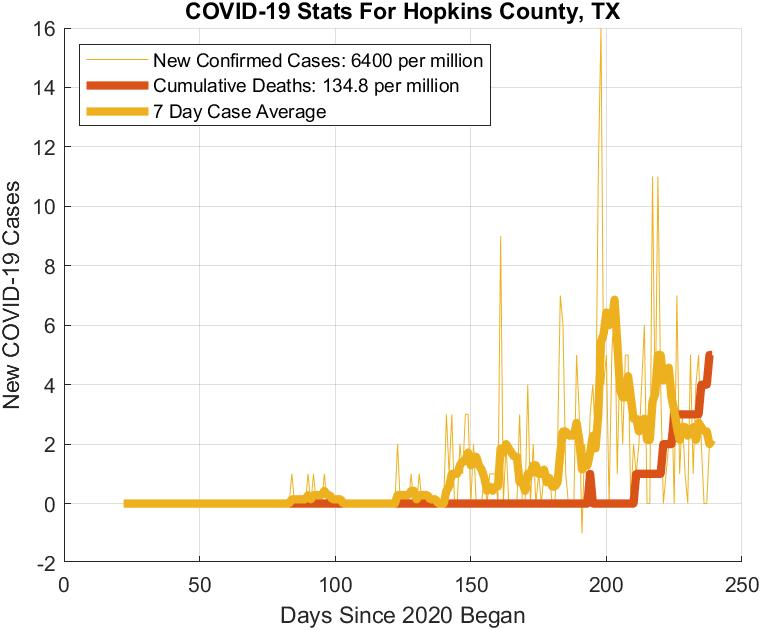 COVID-19 Stats For Hopkins County, TX
New Confirmed Cases: 6400 per million
Cumulative Deaths: 134.8 per million
7 Day Case Average
New COVID-19 Cases
16
14
12
10
8
6
4
2
0
-2
0 50 100 150 200 250
Days Since 2020 Began